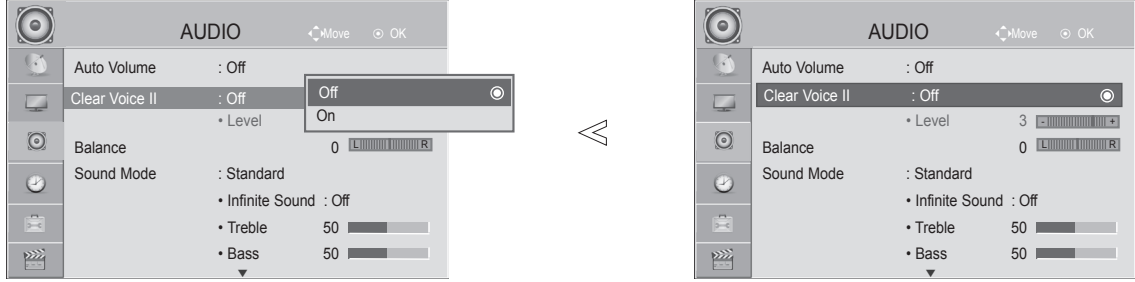 AUDIO
Move
OK
Auto Volume : Off
Clear Voice II : Off
Off
On
• Level
Balance 0 L R
Sound Mode : Standard
• Infinite Sound : Off
• Treble 50
• Bass 50
AUDIO
Move
OK
Auto Volume : Off
Clear Voice II : Off
• Level 3 - +
Balance 0 L R
Sound Mode : Standard
• Infinite Sound : Off
• Treble 50
• Bass 50